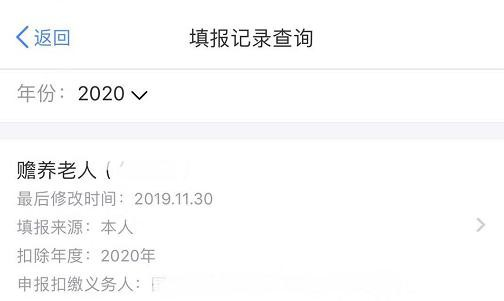 返回
填报记录查询
年份：2020
赡养老人（
最后修改时间：2019.11.30
填报来源：本人
扣除年度：2020年
申报扣缴义务人：